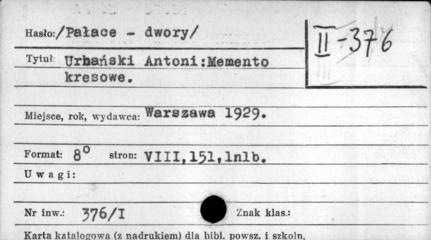 Hasło: /Pałace - dwory/
II-376
Tytuł: Urbański Antoni:Memento
kresowe.
Miejsce, rok, wydawca: Warszawa 1929.
Format: 8° stron: VIII,151,1nlb.
Uwagi:
Nr inw.: 376/I Znak klas.:
Karta katalogowa (z nadrukiem) dla bibl. powsz. i szkoln.